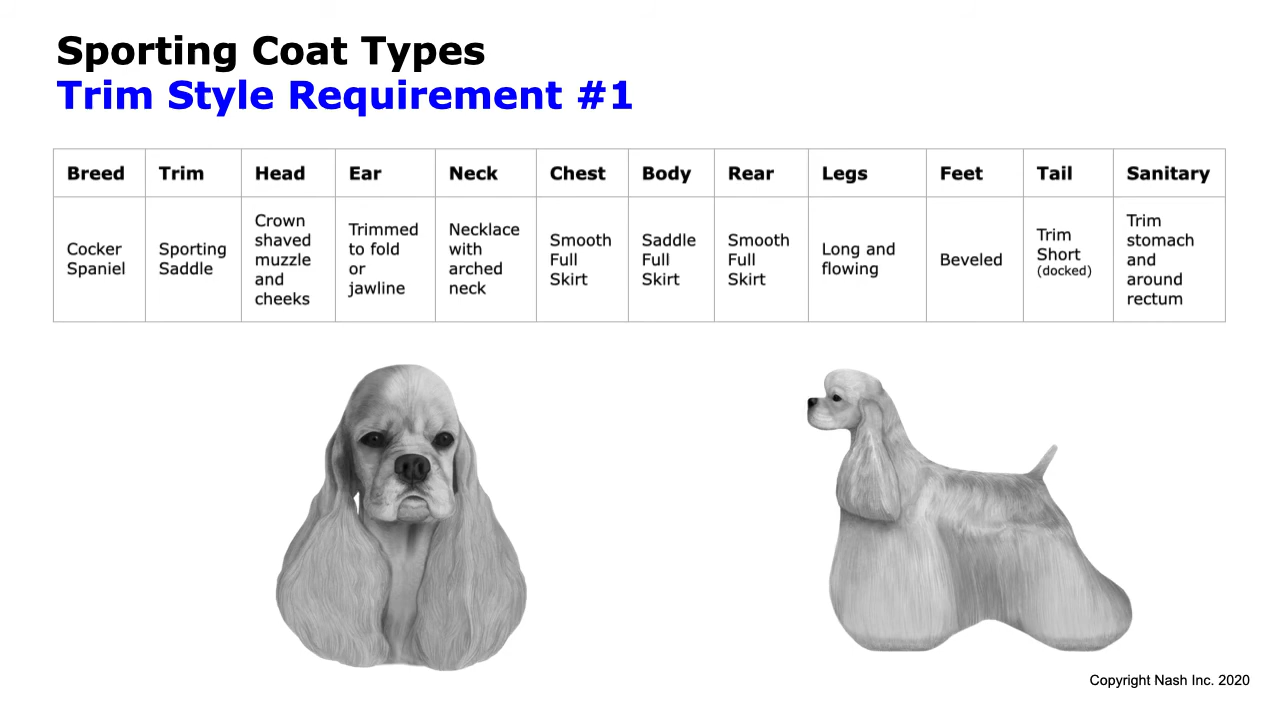 Sporting Coat Types
Trim Style Requirement #1
Breed Trim Head Ear Neck Chest Body Rear Legs Feet Tail Sanitary
Cocker
Spaniel
Sporting
Saddle
Crown
shaved
muzzle
and
cheeks
Trimmed
to fold
or
jawline
Necklace
with
arched
neck
Smooth
Full
Skirt
Saddle
Full
Skirt
Smooth
Full
Skirt
Long and
flowing
Beveled
Trim
Short
(docked)
Trim
stomach
and
around
rectum
Copyright Nash Inc. 2020